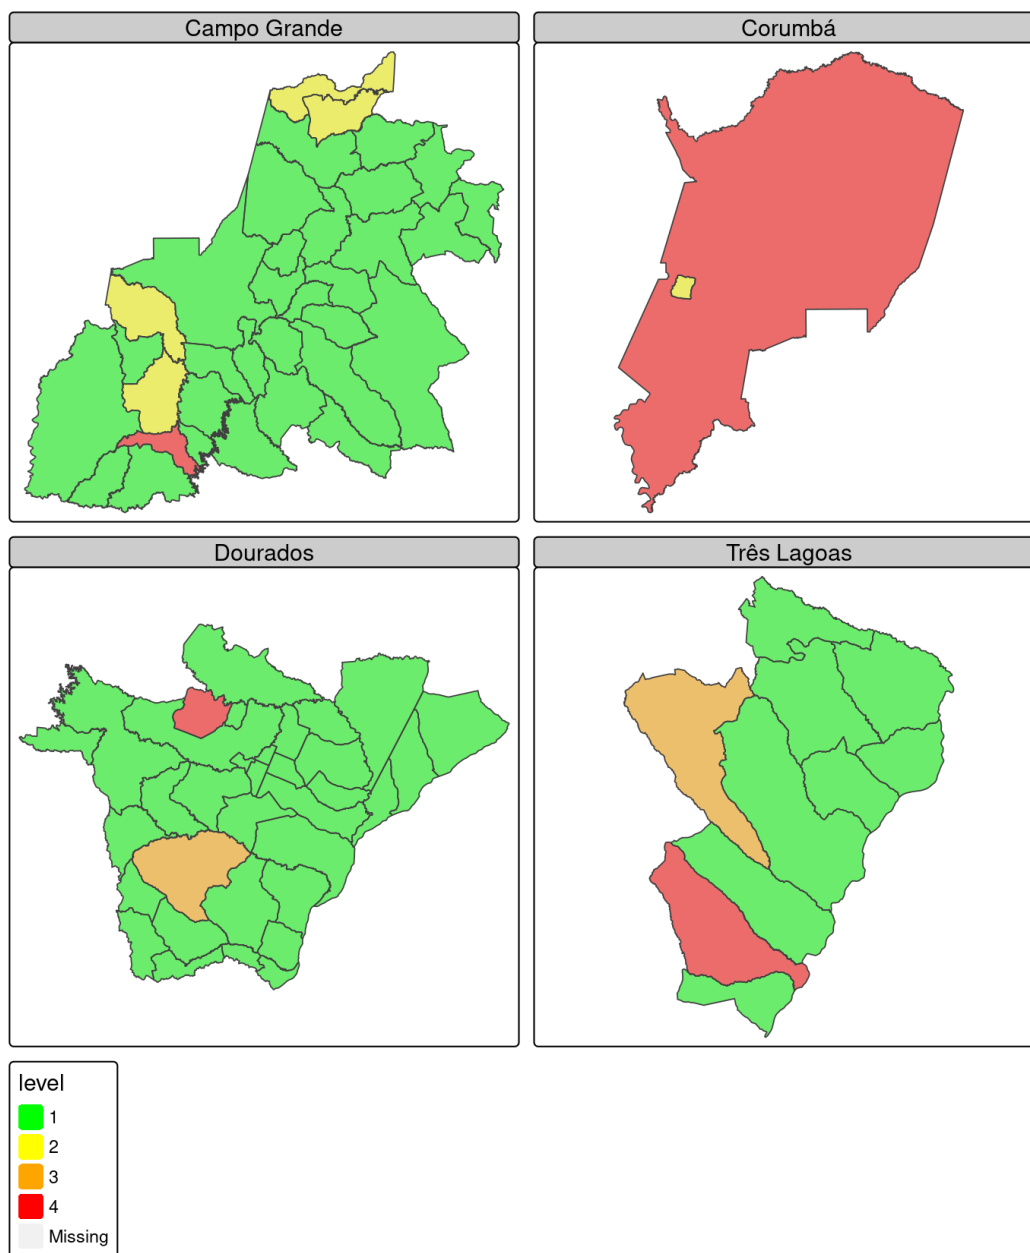 Campo Grande
Corumbá
Dourados
Três Lagoas
level
1
2
3
4
Missing